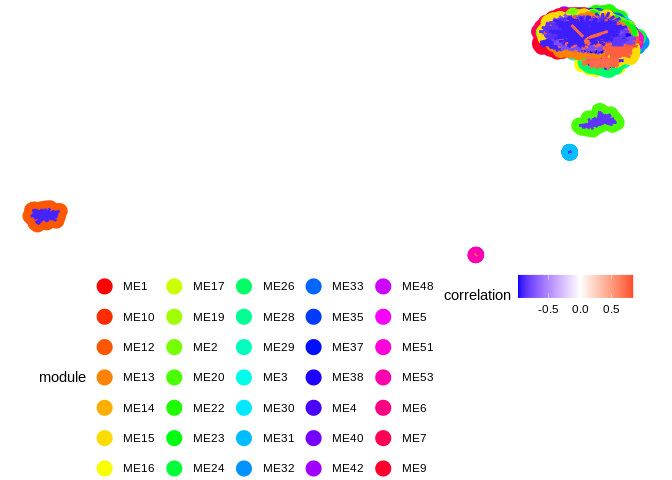 ME1 ME17 ME26 ME33 ME48
correlation
-0.5 0.0 0.5
ME10 ME19 ME28 ME35 ME5
ME12 ME2 ME29 ME37 ME51
module ME13 ME20 ME3 ME38 ME53
ME14 ME22 ME30 ME4 ME6
ME15 ME23 ME31 ME40 ME7
ME16 ME24 ME32 ME42 ME9